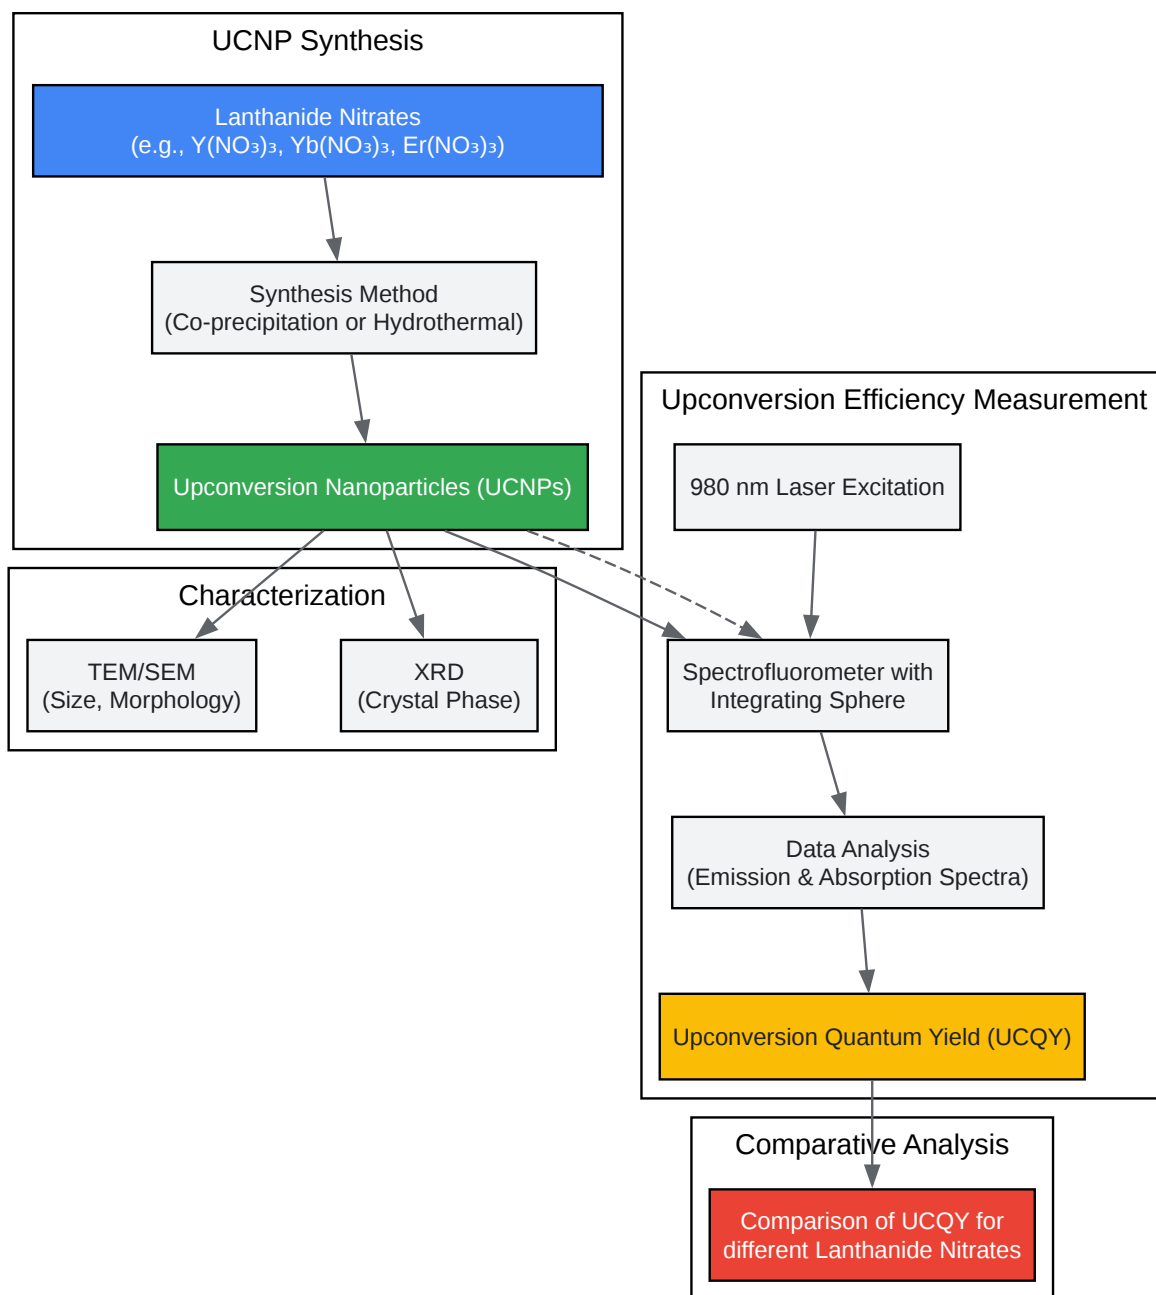 UCNP Synthesis
Lanthanide Nitrates
(e.g., Y(NO₃)₃, Yb(NO₃)₃, Er(NO₃)₃)
Synthesis Method
(Co-precipitation or Hydrothermal)
Upconversion Nanoparticles (UCNPs)
Characterization
TEM/SEM
(Size, Morphology)
XRD
(Crystal Phase)
Upconversion Efficiency Measurement
980 nm Laser Excitation
Spectrofluorometer with
Integrating Sphere
Data Analysis
(Emission & Absorption Spectra)
Upconversion Quantum Yield (UCQY)
Comparative Analysis
Comparison of UCQY for
different Lanthanide Nitrates